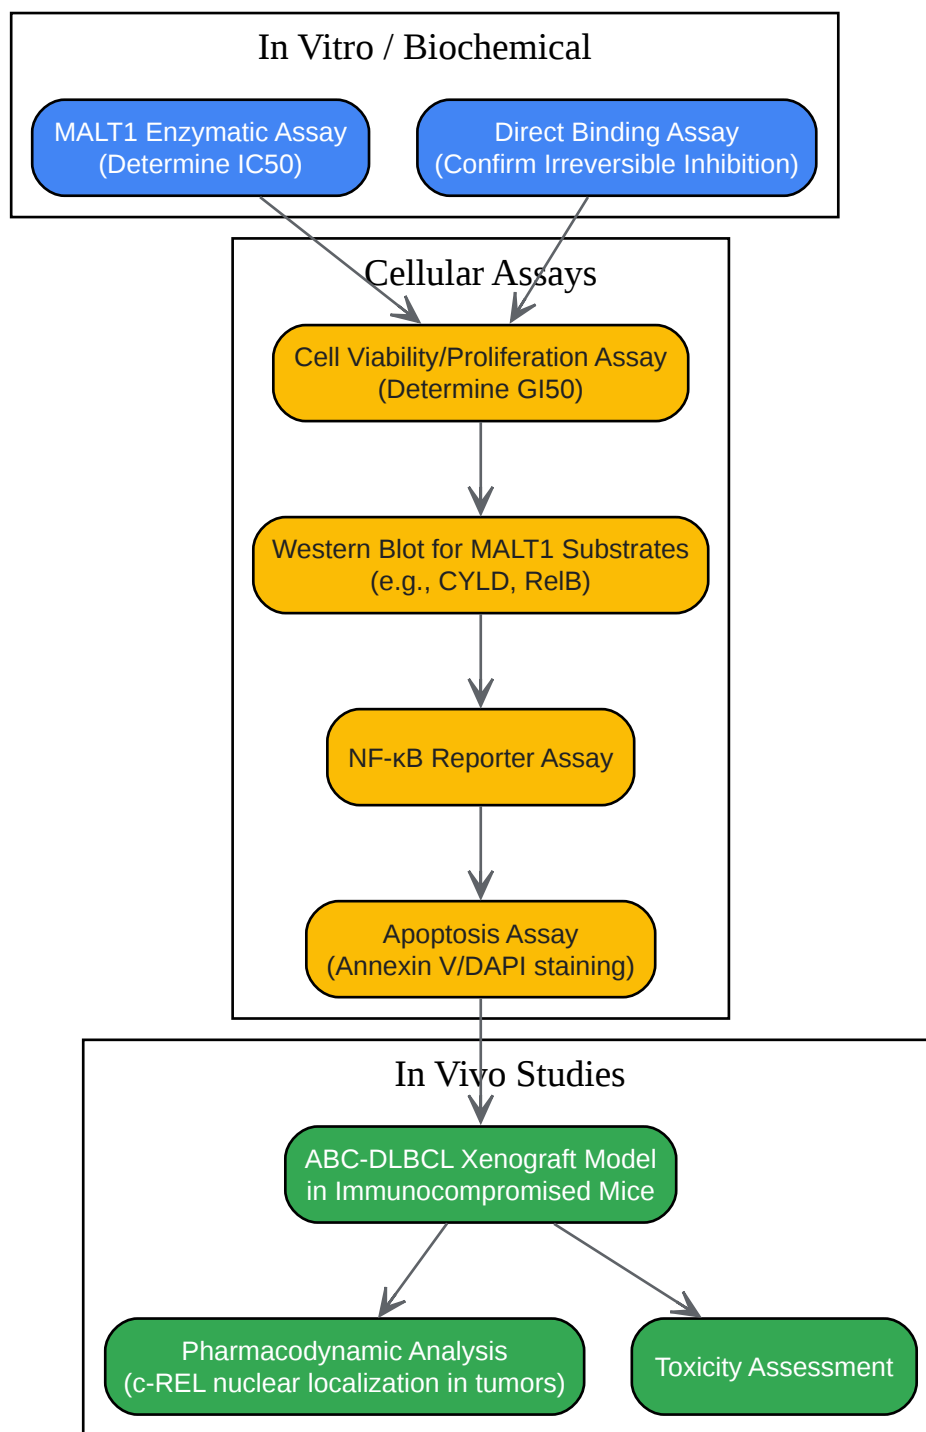 In Vitro / Biochemical
MALT1 Enzymatic Assay
(Determine IC50)
Direct Binding Assay
(Confirm Irreversible Inhibition)
Cellular Assays
Cell Viability/Proliferation Assay
(Determine GI50)
Western Blot for MALT1 Substrates
(e.g., CYLD, RelB)
NF-κB Reporter Assay
Apoptosis Assay
(Annexin V/DAPI staining)
In Vivo Studies
ABC-DLBCL Xenograft Model
in Immunocompromised Mice
Pharmacodynamic Analysis
(c-REL nuclear localization in tumors)
Toxicity Assessment